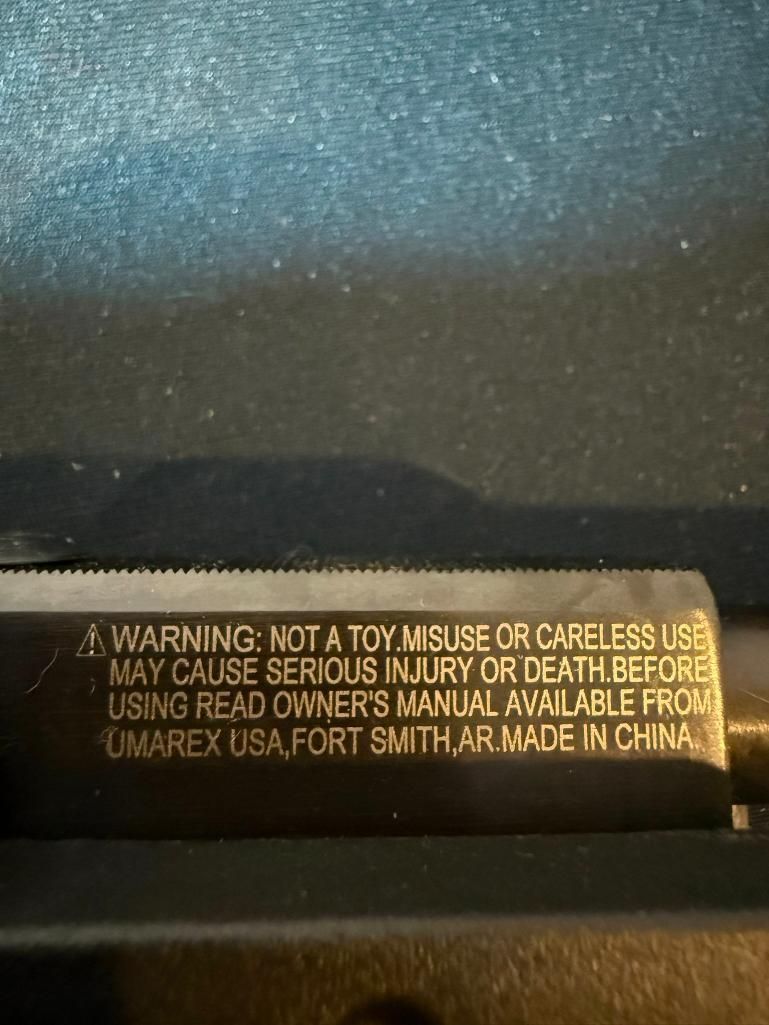 ⚠ WARNING: NOT A TOY.MISUSE OR CARELESS USE
MAY CAUSE SERIOUS INJURY OR DEATH.BEFORE
USING READ OWNER'S MANUAL AVAILABLE FROM
UMAREX USA,FORT SMITH,AR.MADE IN CHINA.